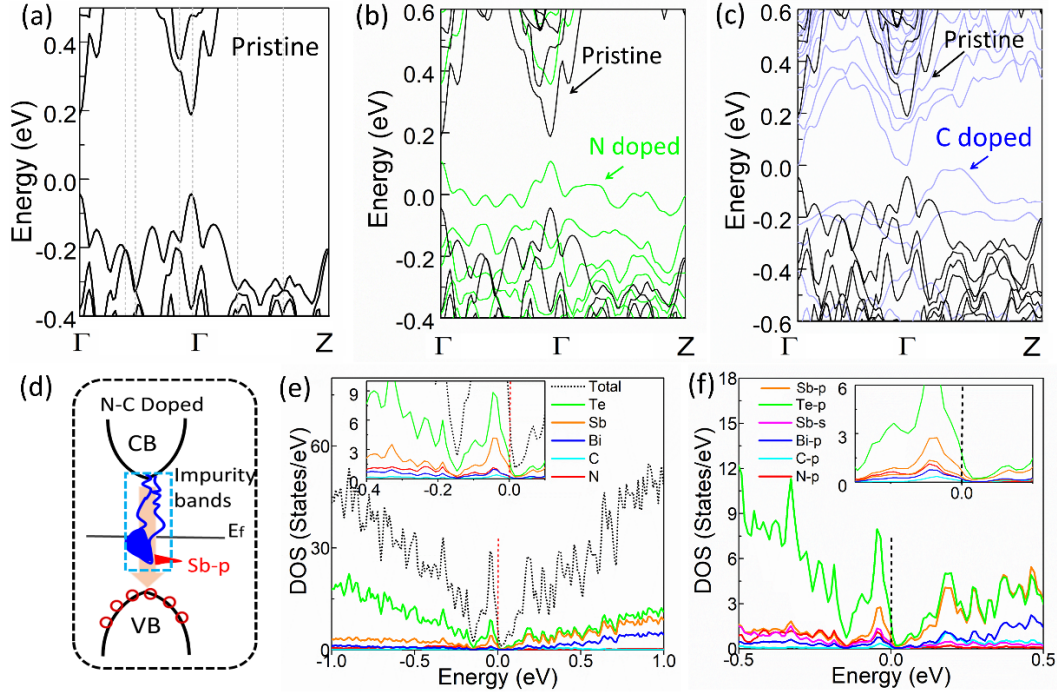 (a)
Pristine
Energy (eV)
0.4
0.2
0.0
-0.2
-0.4
Γ
Γ
Z
(b)
Pristine
N doped
Energy (eV)
0.6
0.4
0.2
0.0
-0.2
-0.4
Γ
Γ
Z
(c)
Pristine
C doped
Energy (eV)
0.6
0.4
0.2
0.0
-0.2
-0.4
-0.6
Γ
Γ
Z
(d)
N-C Doped
CB
Impurity
bands
Ef
Sb-p
VB
(e)
DOS (States/eV)
60
30
0
-1.0
-0.5
0.0
0.5
1.0
Energy (eV)
9
6
3
0
-0.4
-0.2
0.0
Total
Te
Sb
Bi
C
N
(f)
DOS (States/eV)
18
15
12
9
6
3
0
-0.5
0.0
0.5
Energy (eV)
Sb-p
Te-p
Sb-s
Bi-p
C-p
N-p
6
3
0
0.0